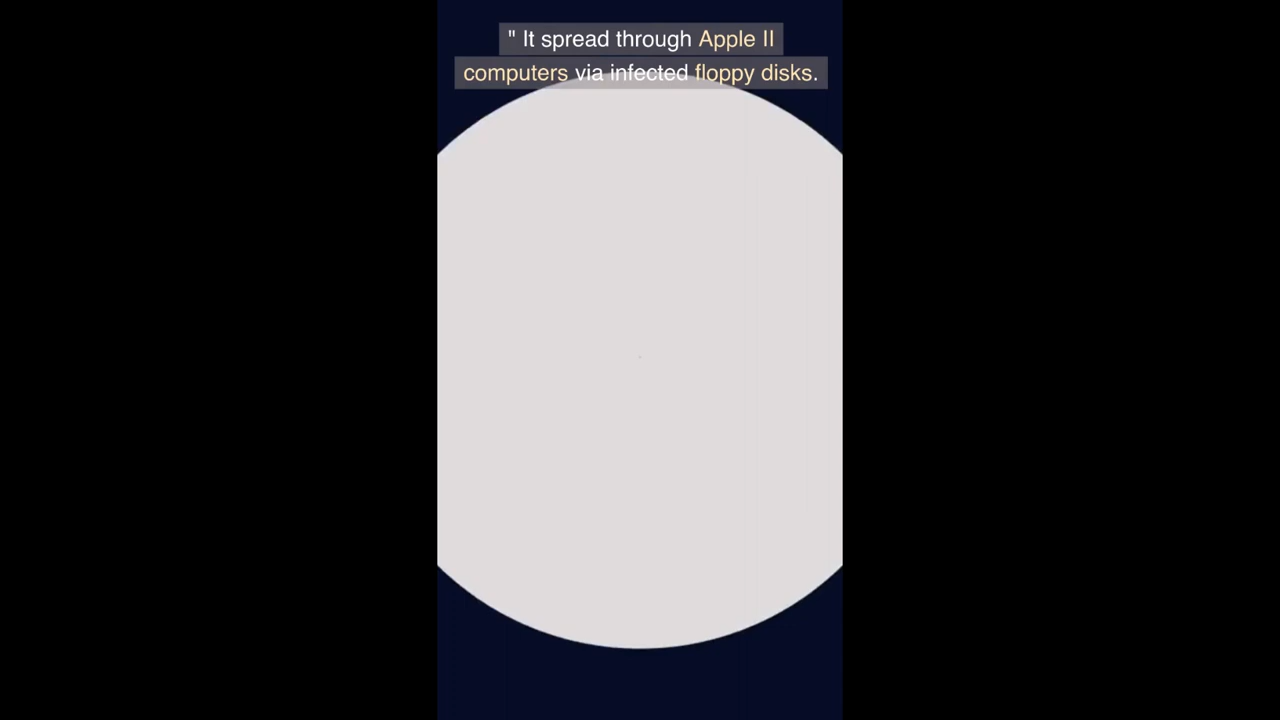 " It spread through Apple II
computers via infected floppy disks.